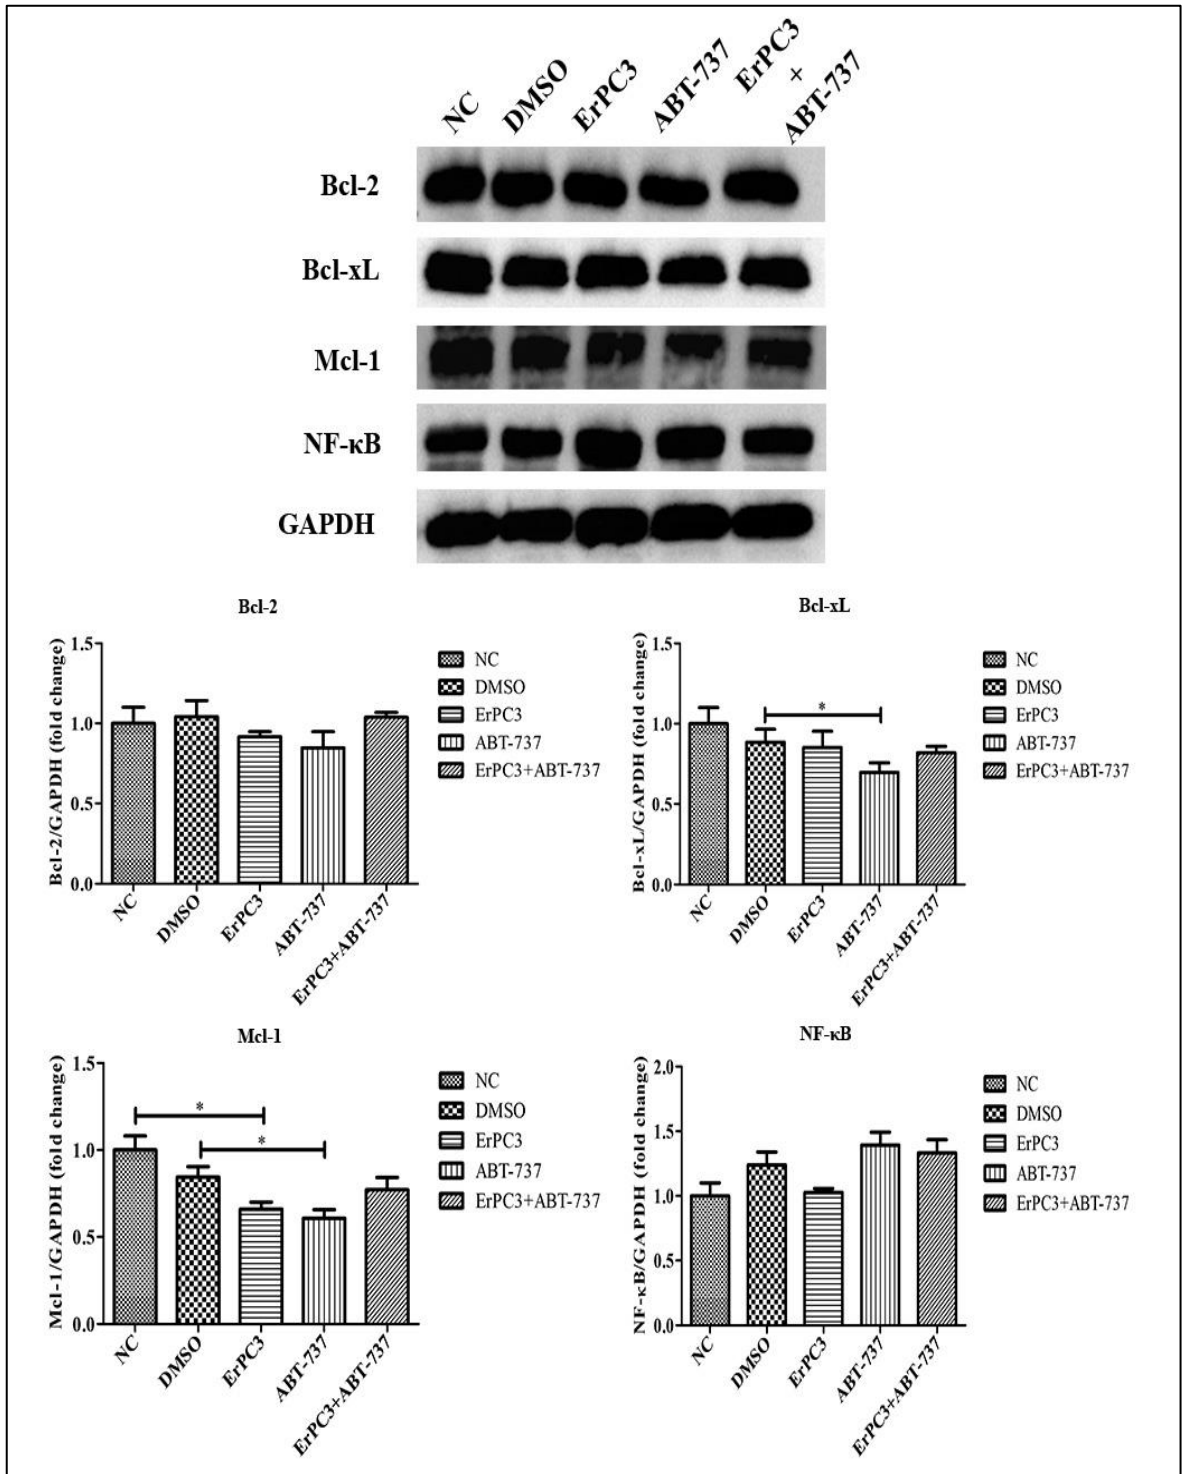 NC
DMSO
ErPC3
ABT-737
ErPC3
+
ABT-737
Bcl-2
Bcl-xL
Mcl-1
NF-κB
GAPDH
Bcl-2
Bcl-2/GAPDH (fold change)
1.5
1.0
0.5
0.0
NC
DMSO
ErPC3
ABT-737
ErPC3+ABT-737
NC
DMSO
ErPC3
ABT-737
ErPC3+ABT-737
Bcl-xL
Bcl-xL/GAPDH (fold change)
1.5
1.0
0.5
0.0
*
NC
DMSO
ErPC3
ABT-737
ErPC3+ABT-737
NC
DMSO
ErPC3
ABT-737
ErPC3+ABT-737
Mcl-1
Mcl-1/GAPDH (fold change)
1.5
1.0
0.5
0.0
*
*
NC
DMSO
ErPC3
ABT-737
ErPC3+ABT-737
NC
DMSO
ErPC3
ABT-737
ErPC3+ABT-737
NF-κB
NF-κB/GAPDH (fold change)
2.0
1.5
1.0
0.5
0.0
NC
DMSO
ErPC3
ABT-737
ErPC3+ABT-737
NC
DMSO
ErPC3
ABT-737
ErPC3+ABT-737